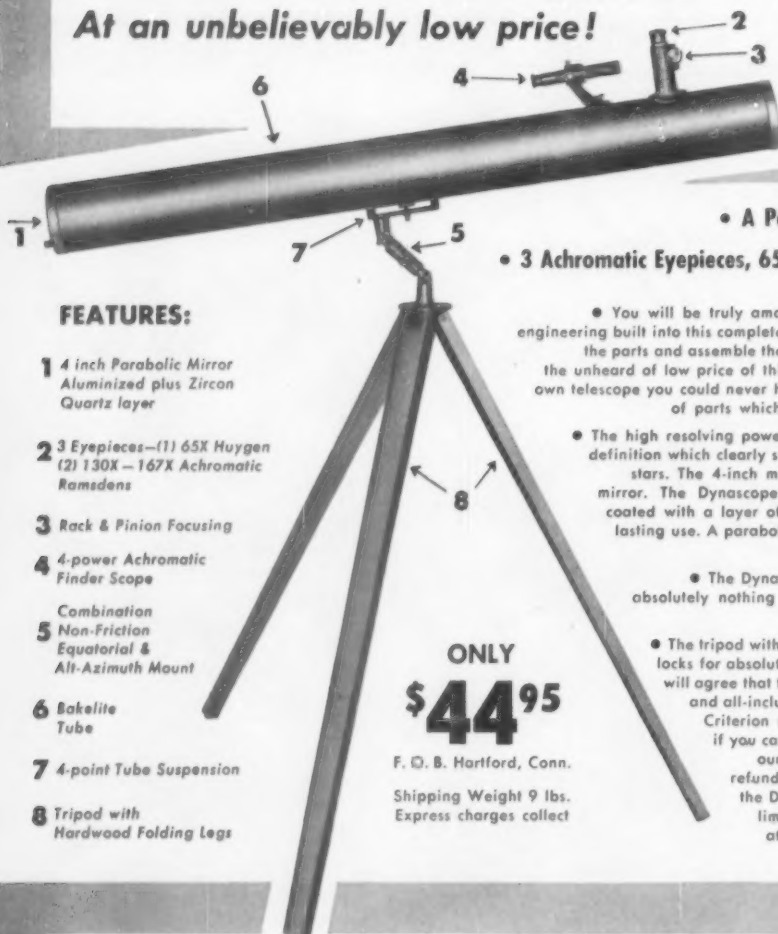 At an unbelievably low price!
2
3
4
6
1
7
5
• A P
• 3 Achromatic Eyepieces, 65
FEATURES:
1 4 inch Parabolic Mirror
Aluminized plus Zircon
Quartz layer
2 3 Eyepieces—(1) 65X Huygen
(2) 130X – 167X Achromatic
Ramsdens
3 Rack & Pinion Focusing
4 4-power Achromatic
Finder Scope
5 Combination
Non-Friction
Equatorial &
Alt-Azimuth Mount
6 Bakelite
Tube
7 4-point Tube Suspension
8 Tripod with
Hardwood Folding Legs
8
ONLY
$44 95
F. O. B. Hartford, Conn.
Shipping Weight 9 lbs.
Express charges collect
● You will be truly
engineering built into this complete
the parts and assemble the
the unheard of low price of thi
own telescope you could never h
of parts which
● The high resolving powe
definition which clearly s
stars. The 4-inch m
mirror. The Dynascope
coated with a layer of
lasting use. A parabo
● The Dyna
absolutely nothing
● The tripod with
locks for absolut
will agree that t
and all-inclu
Criterion
if you ca
our
refund
the D
lim
at